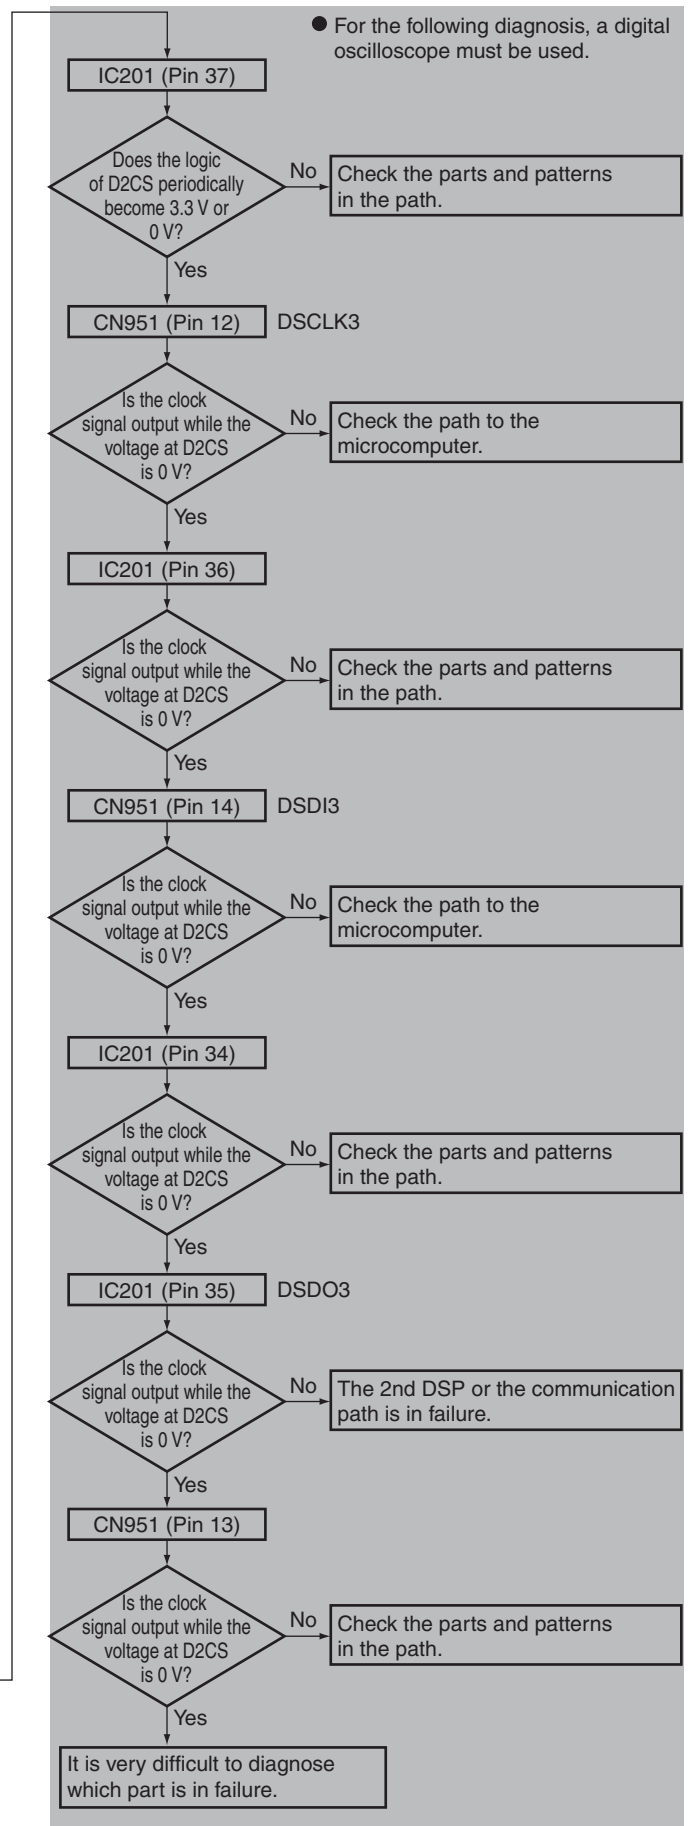 ● For the following diagnosis, a digital
oscilloscope must be used.
IC201 (Pin 37)
Does the logic
of D2CS periodically
become 3.3 V or
0 V?
No
Check the parts and patterns
in the path.
Yes
CN951 (Pin 12)
DSCLK3
Is the clock
signal output while the
voltage at D2CS
is 0 V?
No
Check the path to the
microcomputer.
Yes
IC201 (Pin 36)
Is the clock
signal output while the
voltage at D2CS
is 0 V?
No
Check the parts and patterns
in the path.
Yes
CN951 (Pin 14)
DSDI3
Is the clock
signal output while the
voltage at D2CS
is 0 V?
No
Check the path to the
microcomputer.
Yes
IC201 (Pin 34)
Is the clock
signal output while the
voltage at D2CS
is 0 V?
No
Check the parts and patterns
in the path.
Yes
IC201 (Pin 35)
DSDO3
Is the clock
signal output while the
voltage at D2CS
is 0 V?
No
The 2nd DSP or the communication
path is in failure.
Yes
CN951 (Pin 13)
Is the clock
signal output while the
voltage at D2CS
is 0 V?
No
Check the parts and patterns
in the path.
Yes
It is very difficult to diagnose
which part is in failure.